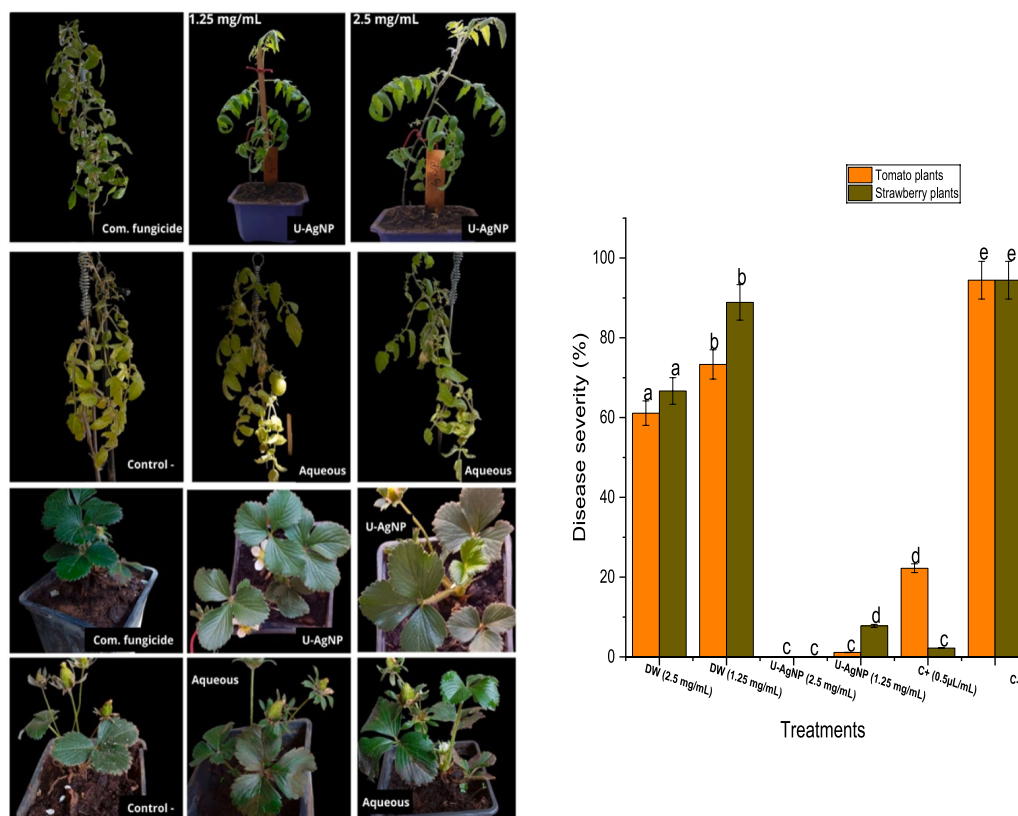 1.25 mg/mL
2.5 mg/mL
Com. fungicide
U-AgNP
U-AgNP
Control -
Aqueous
Aqueous
Com. fungicide
U-AgNP
U-AgNP
Control -
Aqueous
Aqueous
Tomato plants
Strawberry plants
Disease severity (%)
100
80
60
40
20
0
a
a
b
b
c
c
c
d
d
c
e
e
DW (2.5 mg/mL)
DW (1.25 mg/mL)
U-AgNP (2.5 mg/mL)
U-AgNP (1.25 mg/mL)
C+ (0.5µL/mL)
C-
Treatments